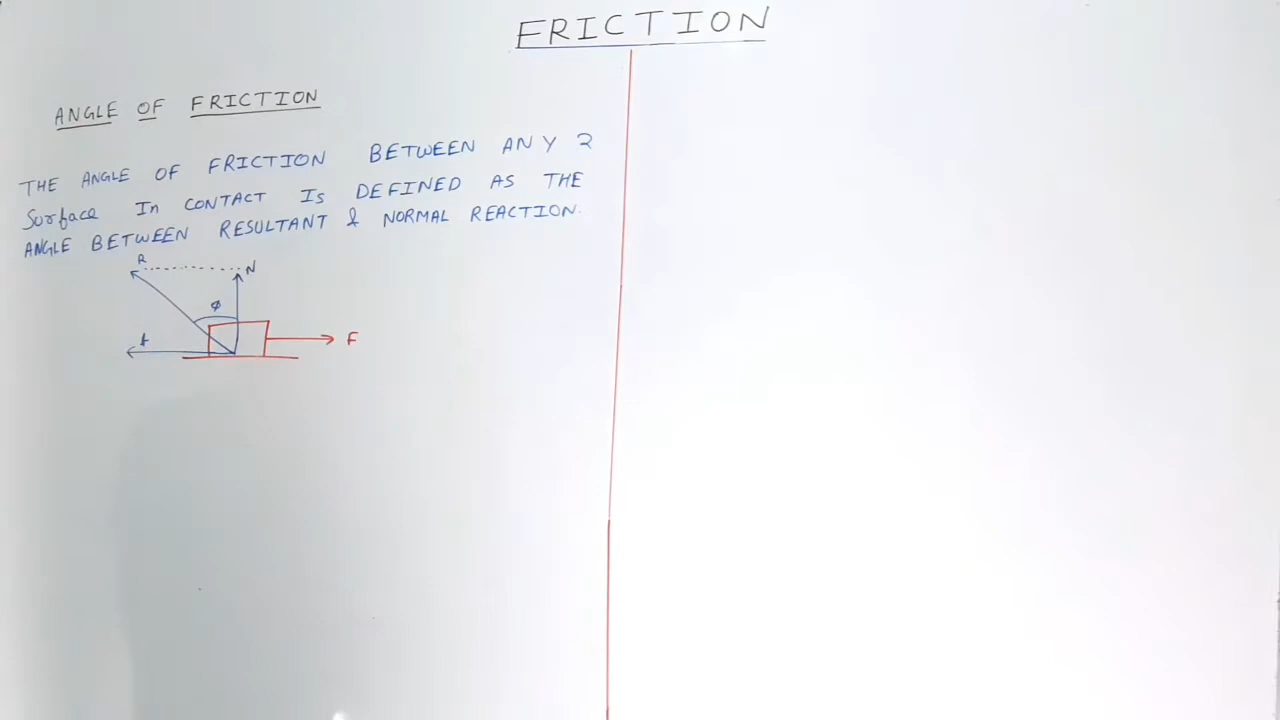 FRICTION
ANGLE OF FRICTION
THE ANGLE OF FRICTION BETWEEN ANY 2
Surface In CONTACT Is DEFINED AS THE
ANGLE BETWEEN RESULTANT & NORMAL REACTION.
R
N
φ
f
F